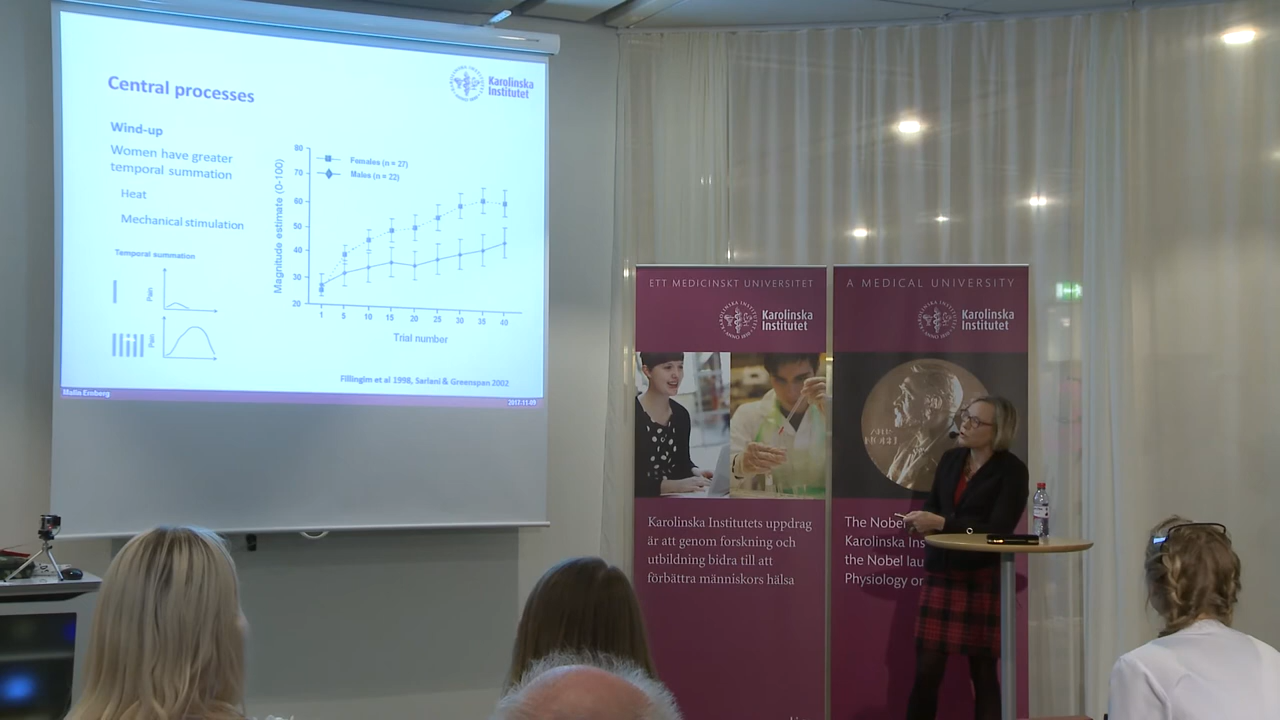 Central processes
Karolinska
Institutet
Wind-up
Women have greater
temporal summation
Heat
Mechanical stimulation
Temporal summation
Pain
Pain
Magnitude estimate (0-100)
80
70
60
50
40
30
20
Females (n = 27)
Males (n = 22)
1 5 10 15 20 25 30 35 40
Trial number
Fillingim et al 1998, Sarlani & Greenspan 2002
Malin Ernberg
2017-11-09
ETT MEDICINSKT UNIVERSITET
Karolinska
Institutet
Karolinska Institutets uppdrag
är att genom forskning och
utbildning bidra till att
förbättra människors hälsa
A MEDICAL UNIVERSITY
Karolinska
Institutet
The Nobel
Karolinska Ins
the Nobel lau
Physiology or